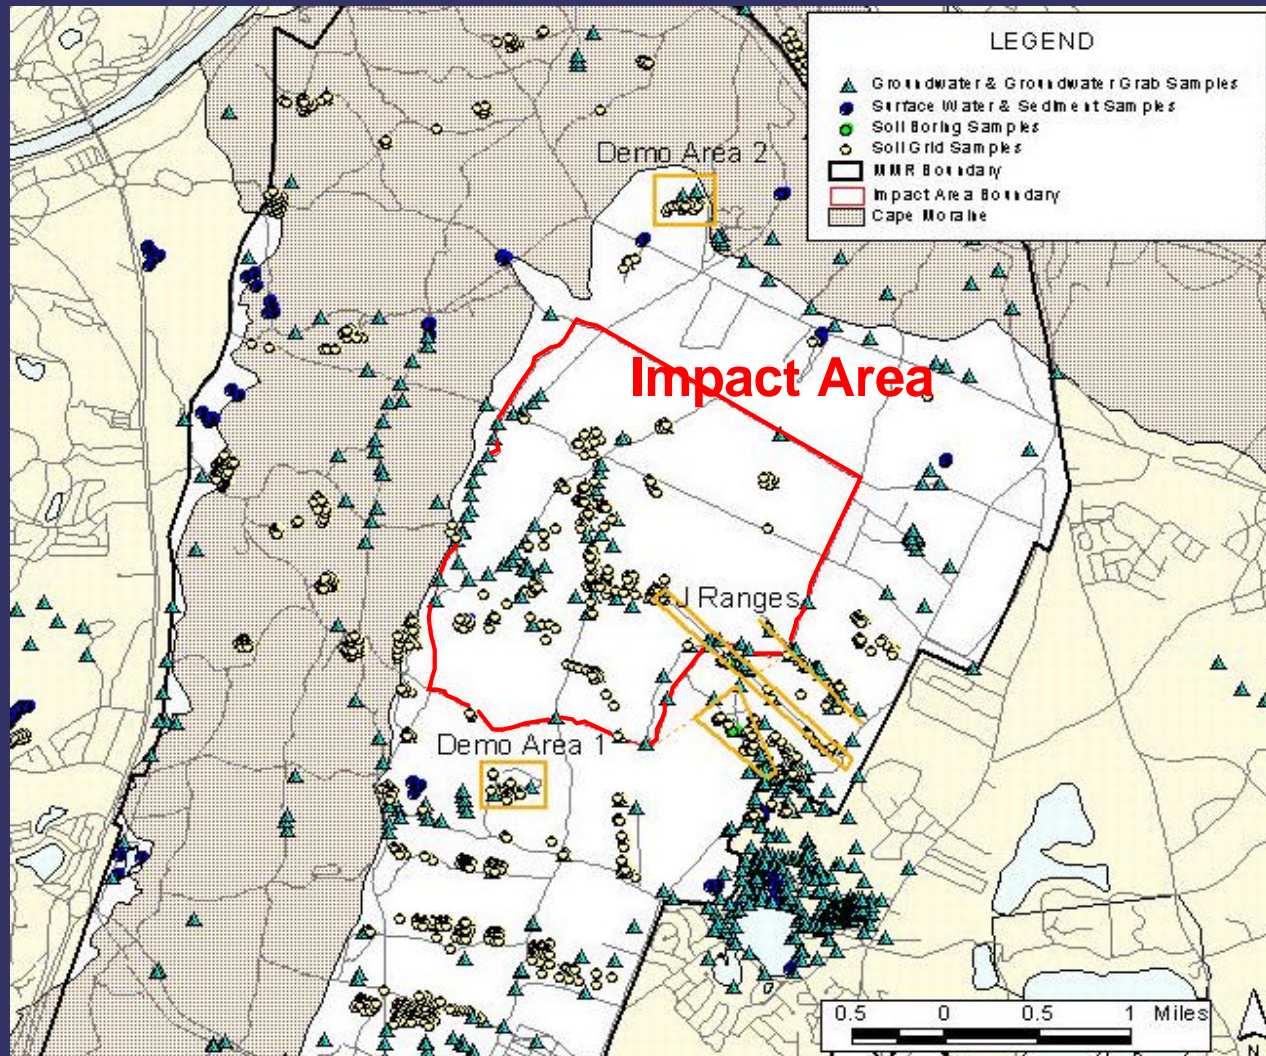 LEGEND
Groundwater & Groundwater Grab Samples
Surface Water & Sediment Samples
Soil Boring Samples
Soil Grid Samples
MMR Boundary
Impact Area Boundary
Cape Moraine
Demo Area 2
Impact Area
J Ranges
Demo Area 1
0.5 0 0.5 1 Miles
N